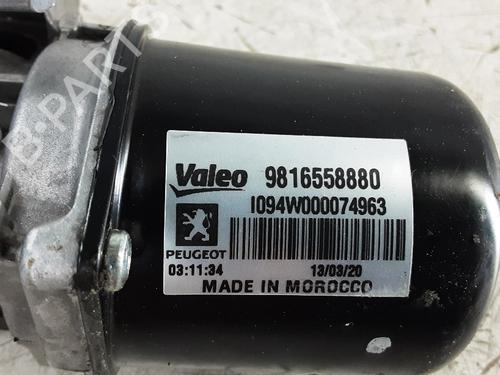 B-PARTS
Valeo 9816558880
I094W000074963
PEUGEOT
03:11:34 13/03/20
MADE IN MOROCCO